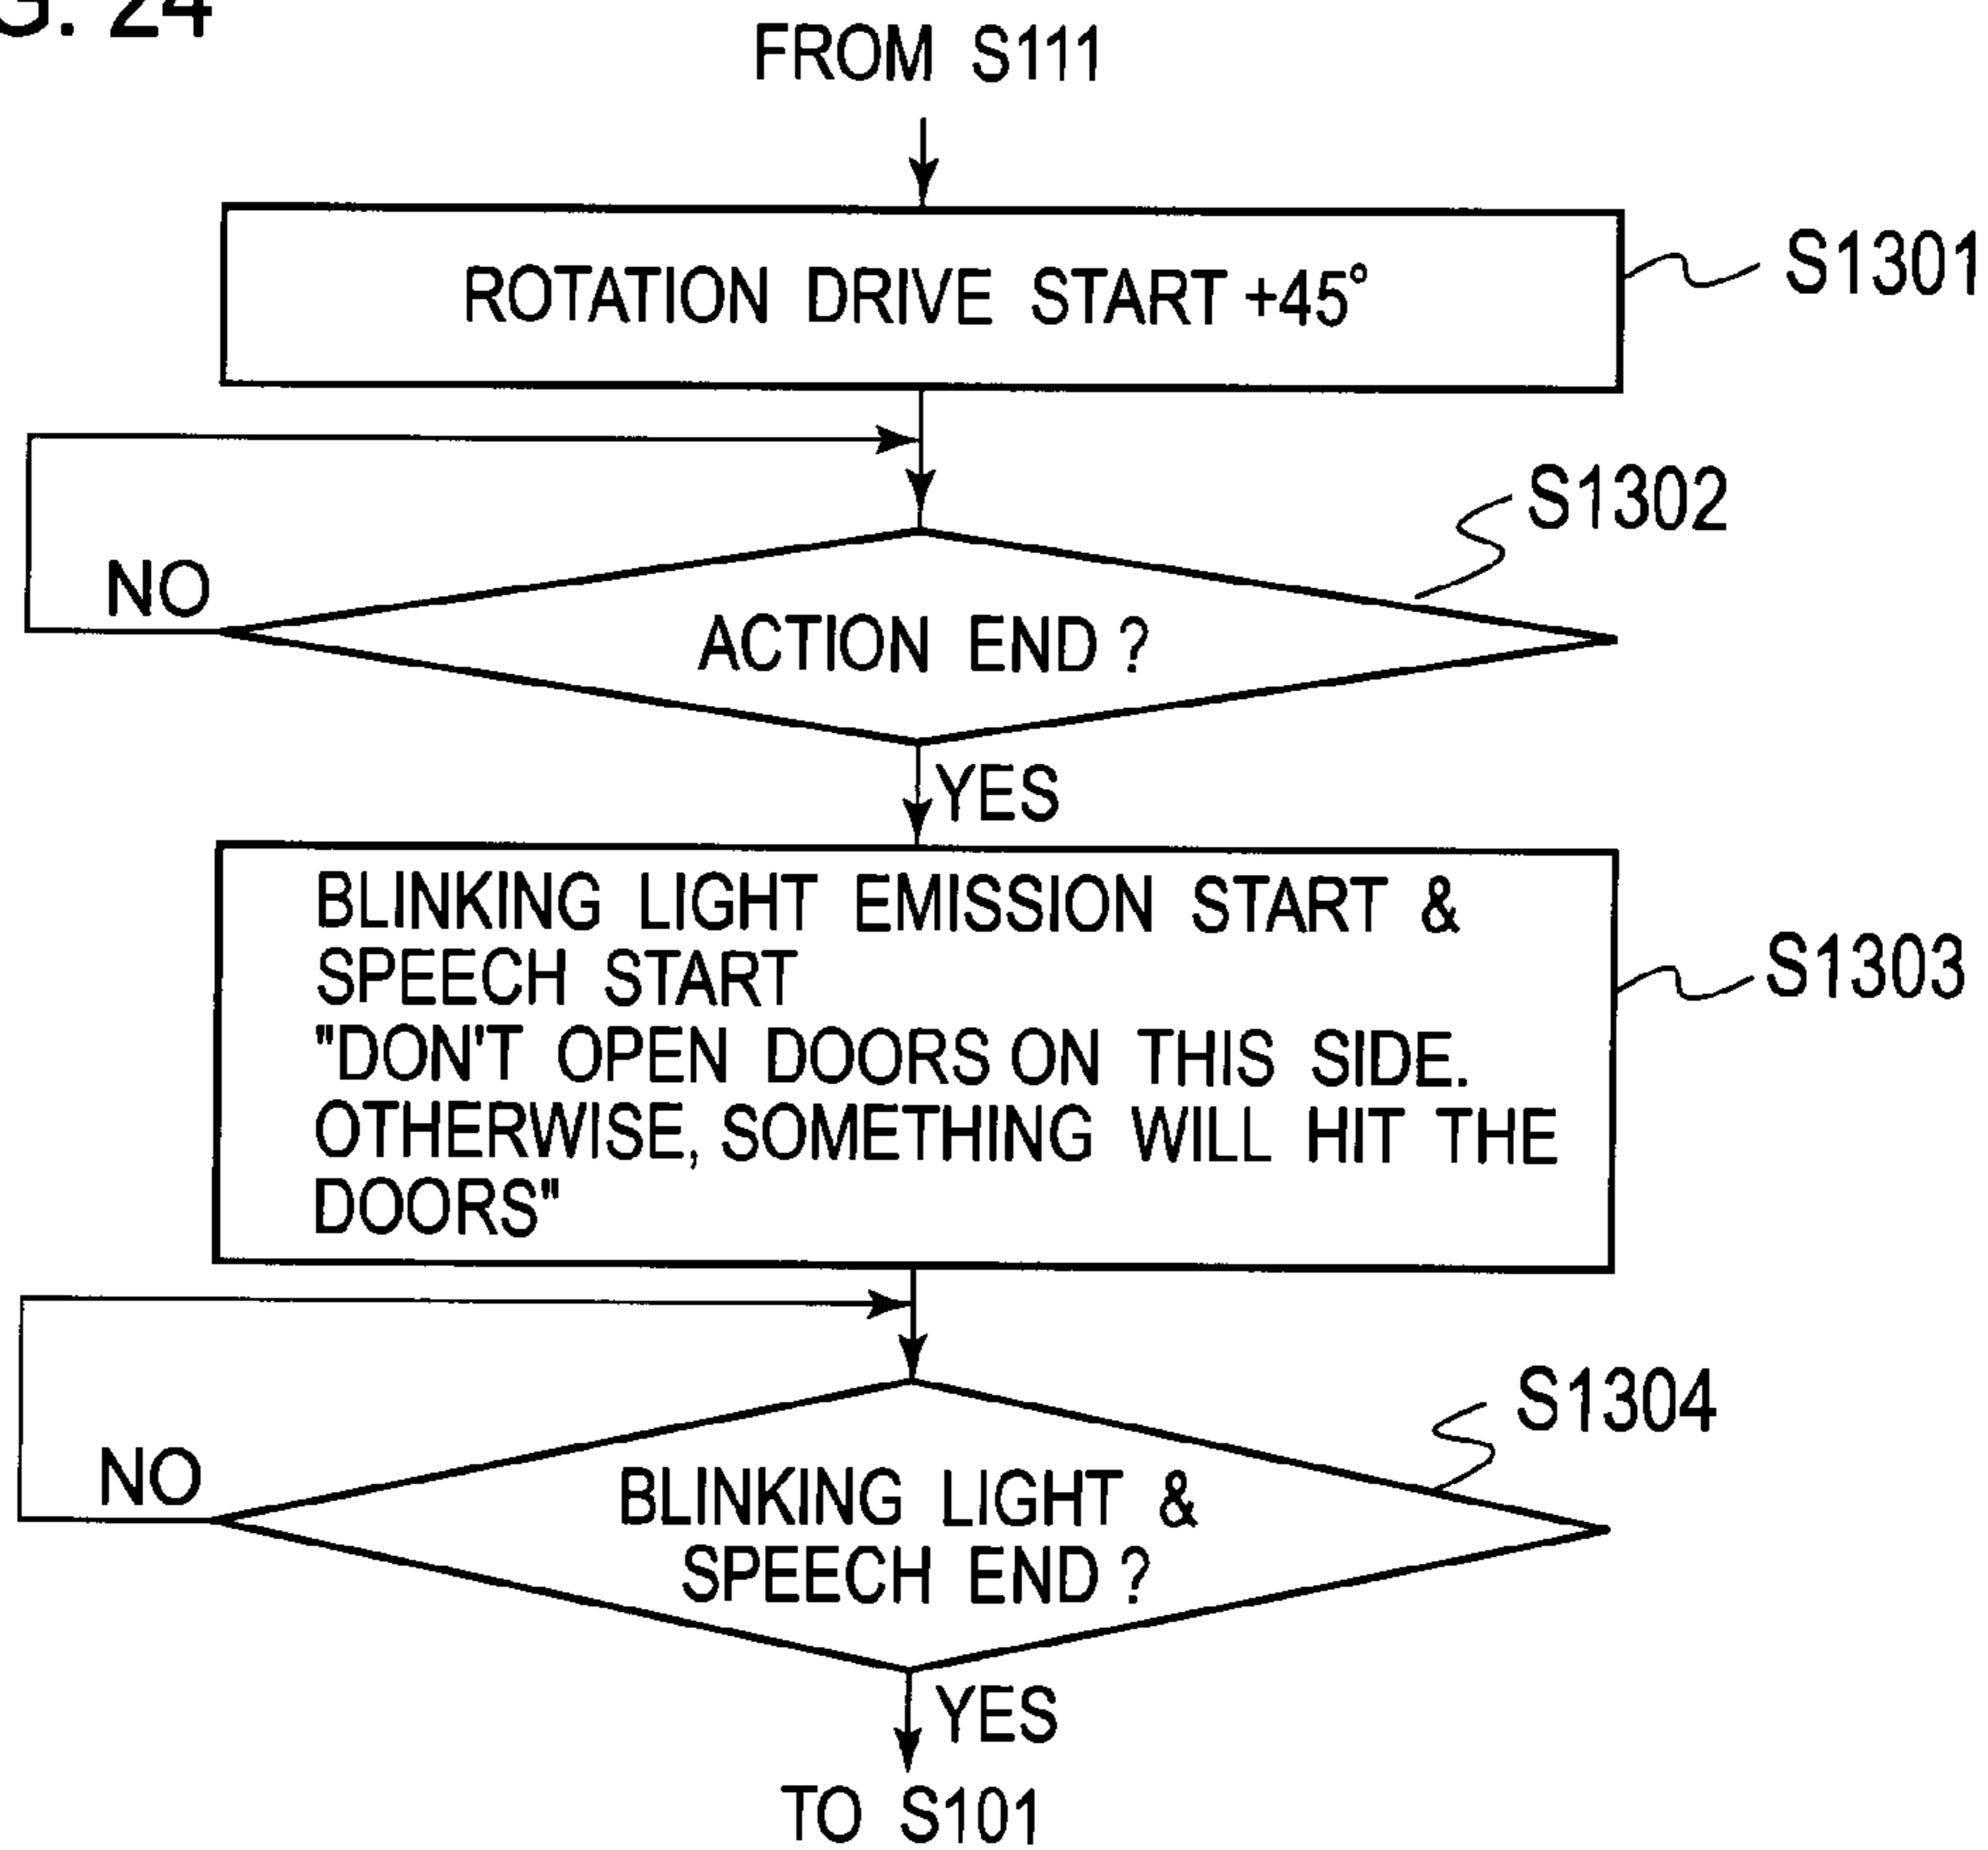 G. 24
FROM S111
ROTATION DRIVE START +45°
S1301
S1302
NO
ACTION END ?
YES
BLINKING LIGHT EMISSION START &
SPEECH START
"DON'T OPEN DOORS ON THIS SIDE.
OTHERWISE, SOMETHING WILL HIT THE
DOORS"
S1303
S1304
NO
BLINKING LIGHT &
SPEECH END ?
YES
TO S101